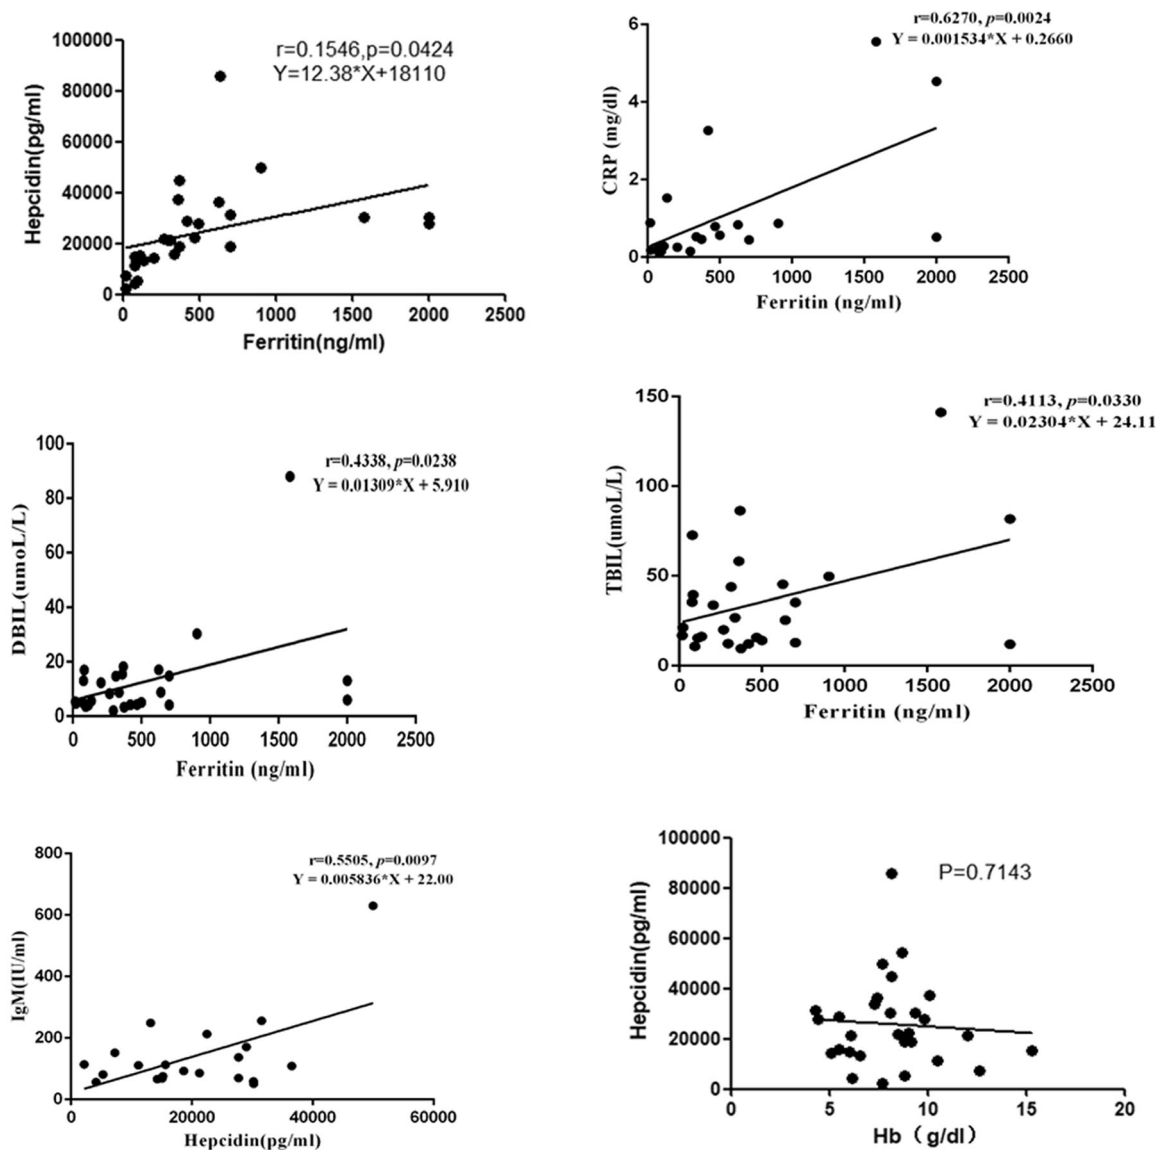 r=0.1546,p=0.0424
Y=12.38*X+18110
100000
80000
60000
40000
20000
0
Hepcidin(pg/ml)
0 500 1000 1500 2000 2500
Ferritin(ng/ml)
r=0.6270, p=0.0024
Y = 0.001534*X + 0.2660
6
4
2
0
CRP (mg/dl)
0 500 1000 1500 2000 2500
Ferritin (ng/ml)
r=0.4338, p=0.0238
Y = 0.01309*X + 5.910
100
80
60
40
20
0
DBIL(umoL/L)
0 500 1000 1500 2000 2500
Ferritin (ng/ml)
r=0.4113, p=0.0330
Y = 0.02304*X + 24.11
150
100
50
0
TBIL(umoL/L)
0 500 1000 1500 2000 2500
Ferritin (ng/ml)
r=0.5505, p=0.0097
Y = 0.005836*X + 22.00
800
600
400
200
0
IgM(IU/ml)
0 20000 40000 60000
Hepcidin(pg/ml)
P=0.7143
100000
80000
60000
40000
20000
0
Hepcidin(pg/ml)
0 5 10 15 20
Hb（g/dl）